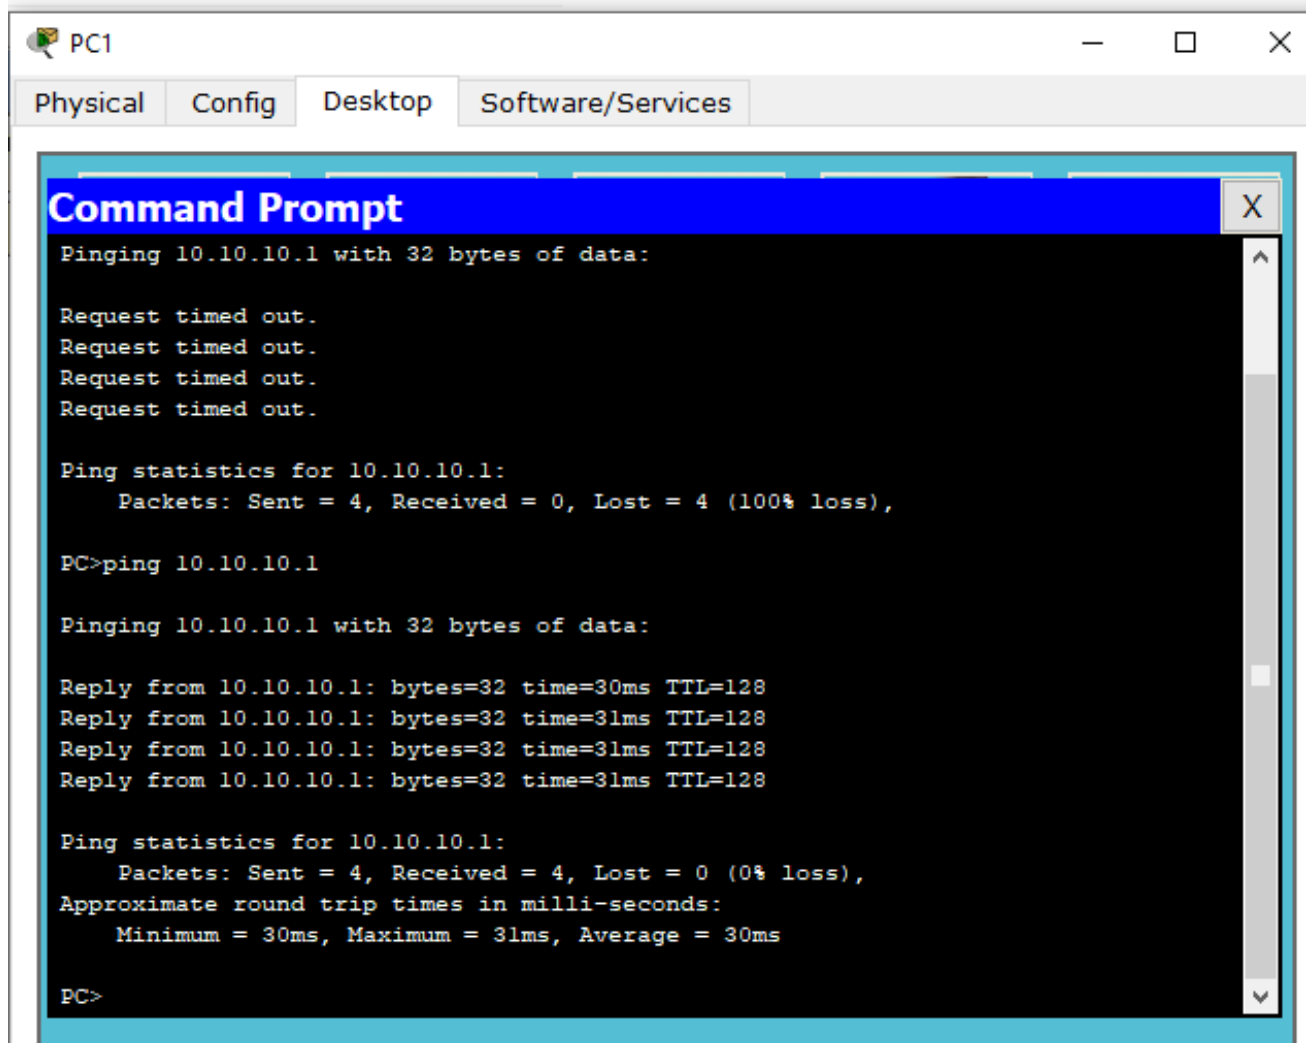 PC1
Physical Config Desktop Software/Services
Command Prompt X
Pinging 10.10.10.1 with 32 bytes of data:
Request timed out.
Request timed out.
Request timed out.
Request timed out.
Ping statistics for 10.10.10.1:
Packets: Sent = 4, Received = 0, Lost = 4 (100% loss),
PC>ping 10.10.10.1
Pinging 10.10.10.1 with 32 bytes of data:
Reply from 10.10.10.1: bytes=32 time=30ms TTL=128
Reply from 10.10.10.1: bytes=32 time=31ms TTL=128
Reply from 10.10.10.1: bytes=32 time=31ms TTL=128
Reply from 10.10.10.1: bytes=32 time=31ms TTL=128
Ping statistics for 10.10.10.1:
Packets: Sent = 4, Received = 4, Lost = 0 (0% loss),
Approximate round trip times in milli-seconds:
Minimum = 30ms, Maximum = 31ms, Average = 30ms
PC>